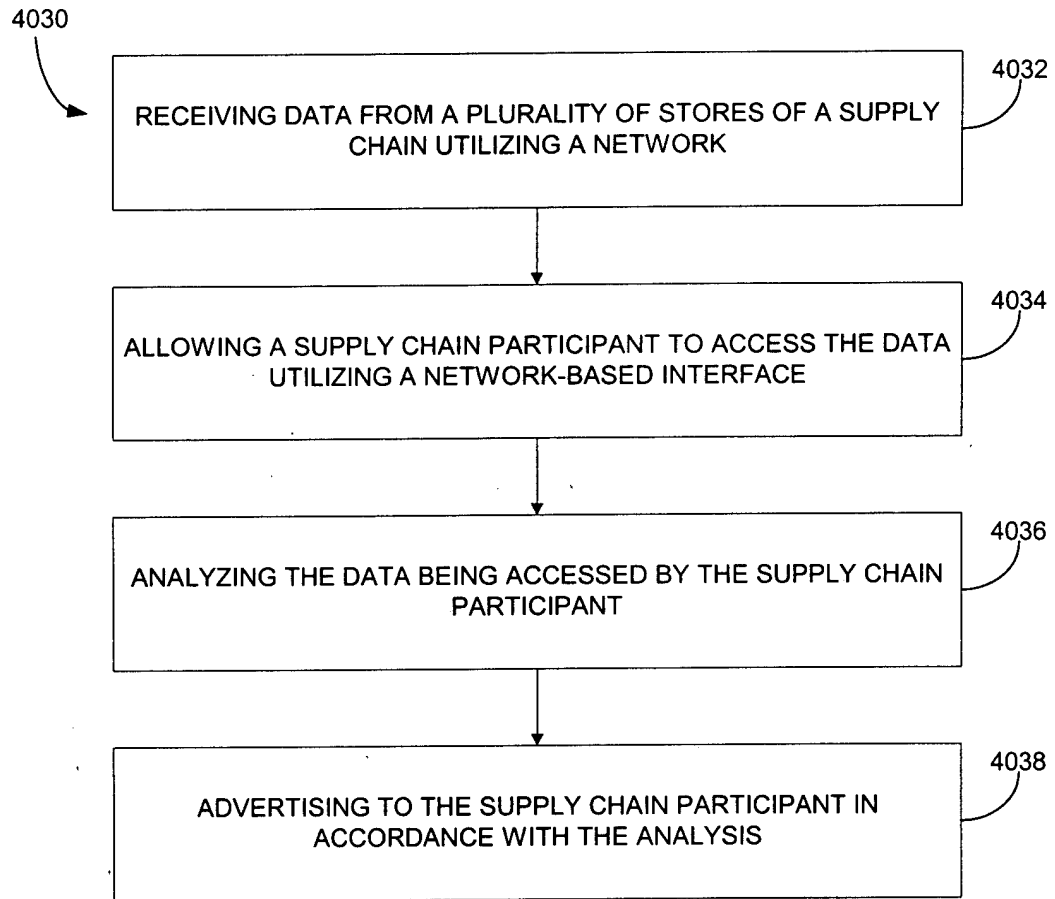 4030
4032
RECEIVING DATA FROM A PLURALITY OF STORES OF A SUPPLY
CHAIN UTILIZING A NETWORK
4034
ALLOWING A SUPPLY CHAIN PARTICIPANT TO ACCESS THE DATA
UTILIZING A NETWORK-BASED INTERFACE
4036
ANALYZING THE DATA BEING ACCESSED BY THE SUPPLY CHAIN
PARTICIPANT
4038
ADVERTISING TO THE SUPPLY CHAIN PARTICIPANT IN
ACCORDANCE WITH THE ANALYSIS